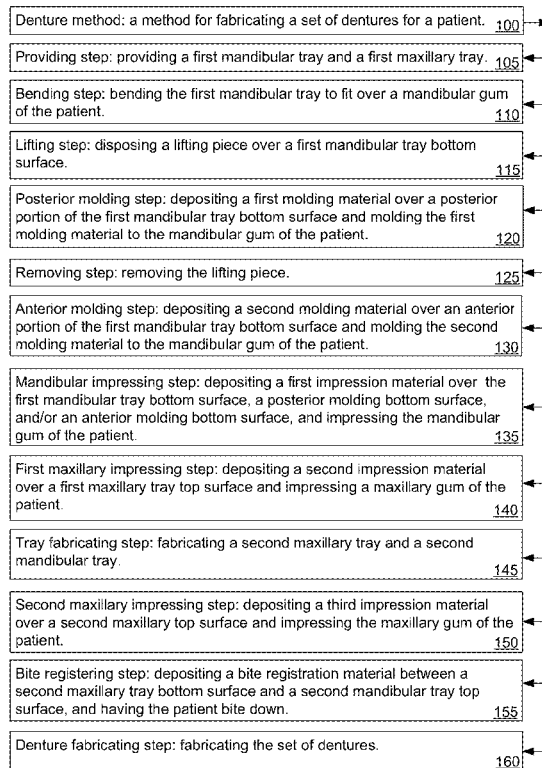 Denture method: a method for fabricating a set of dentures for a patient. 100
Providing step: providing a first mandibular tray and a first maxillary tray. 105
Bending step: bending the first mandibular tray to fit over a mandibular gum
of the patient. 110
Lifting step: disposing a lifting piece over a first mandibular tray bottom
surface. 115
Posterior molding step: depositing a first molding material over a posterior
portion of the first mandibular tray bottom surface and molding the first
molding material to the mandibular gum of the patient. 120
Removing step: removing the lifting piece. 125
Anterior molding step: depositing a second molding material over an anterior
portion of the first mandibular tray bottom surface and molding the second
molding material to the mandibular gum of the patient. 130
Mandibular impressing step: depositing a first impression material over the
first mandibular tray bottom surface, a posterior molding bottom surface,
and/or an anterior molding bottom surface, and impressing the mandibular
gum of the patient. 135
First maxillary impressing step: depositing a second impression material
over a first maxillary tray top surface and impressing a maxillary gum of the
patient. 140
Tray fabricating step: fabricating a second maxillary tray and a second
mandibular tray. 145
Second maxillary impressing step: depositing a third impression material
over a second maxillary top surface and impressing the maxillary gum of the
patient. 150
Bite registering step: depositing a bite registration material between a
second maxillary tray bottom surface and a second mandibular tray top
surface, and having the patient bite down. 155
Denture fabricating step: fabricating the set of dentures. 160